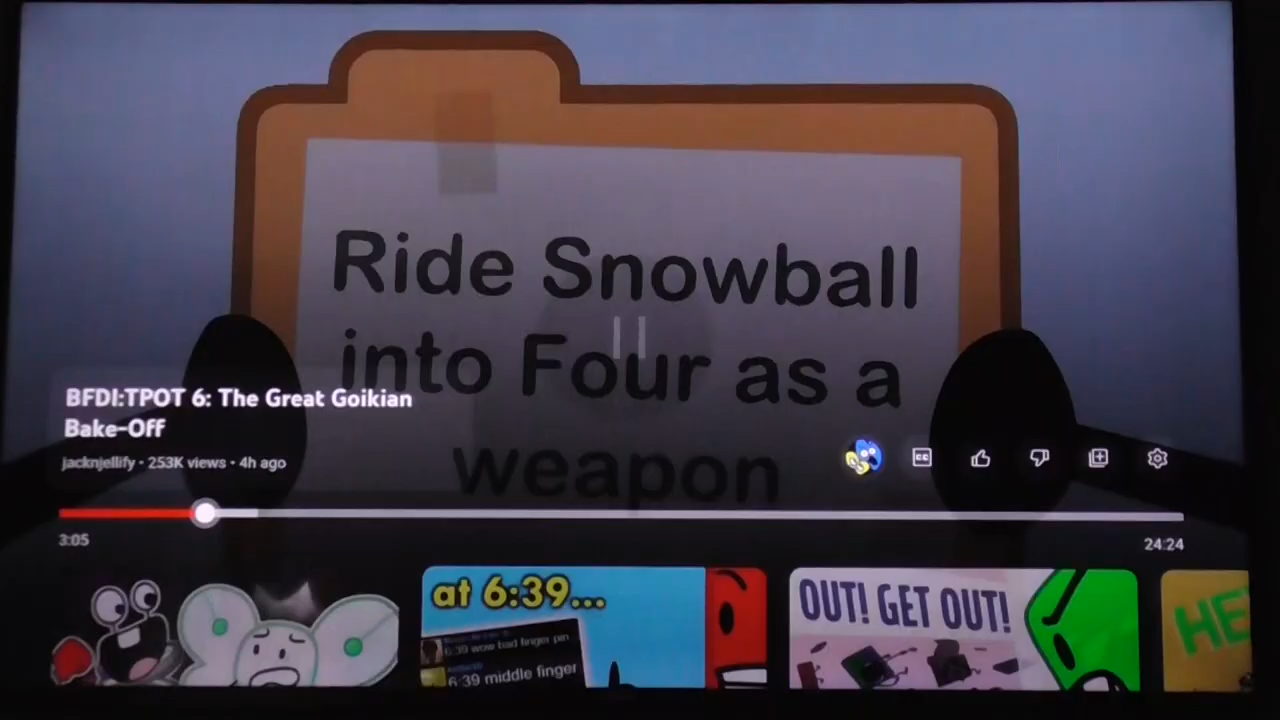 Ride Snowball
into Four as a
weapon
BFDI:TPOT 6: The Great Goikian
Bake-Off
jacknjellify • 253K views • 4h ago
CC
3:05
24:24
at 6:39...
6:39 wow bad finger pin
6:39 middle finger
OUT! GET OUT!
HE